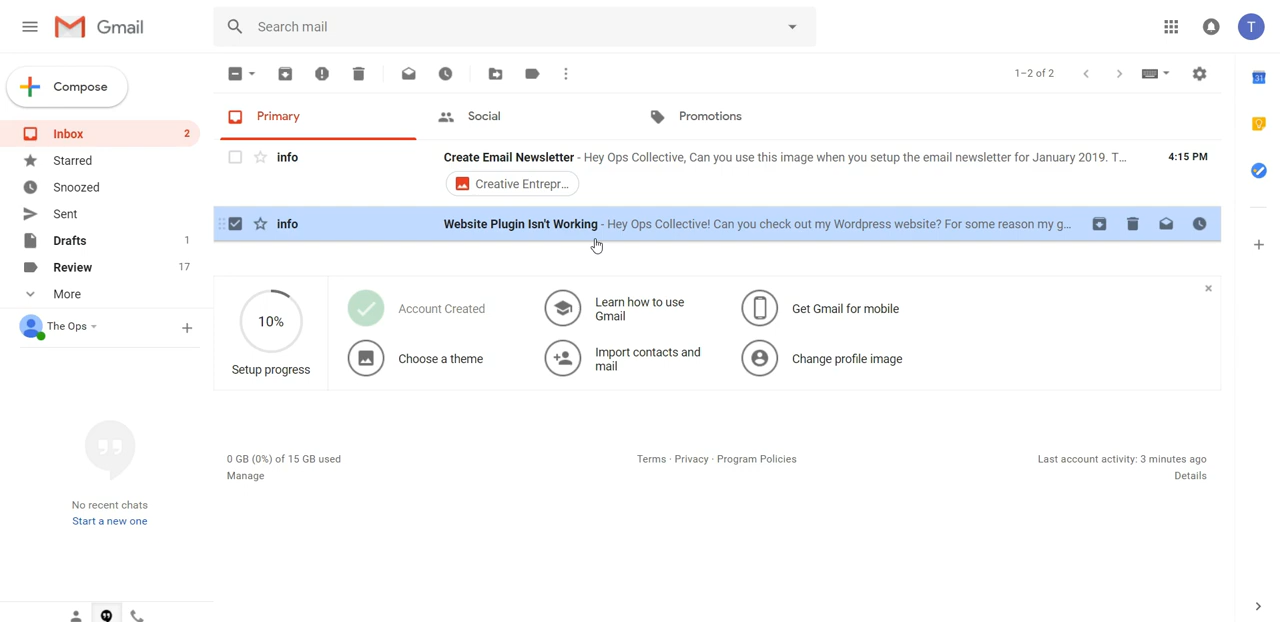 Gmail
Search mail
T
Compose
1–2 of 2
31
Inbox 2
Primary
Social
Promotions
Starred
info Create Email Newsletter - Hey Ops Collective, Can you use this image when you setup the email newsletter for January 2019. T... 4:15 PM
Snoozed
Creative Entrepr...
Sent
info Website Plugin Isn't Working - Hey Ops Collective! Can you check out my Wordpress website? For some reason my g...
Drafts 1
Review 17
More
The Ops
10%
Setup progress
Account Created
Learn how to use
Gmail
Get Gmail for mobile
Choose a theme
Import contacts and
mail
Change profile image
0 GB (0%) of 15 GB used
Manage
Terms · Privacy · Program Policies
Last account activity: 3 minutes ago
Details
No recent chats
Start a new one